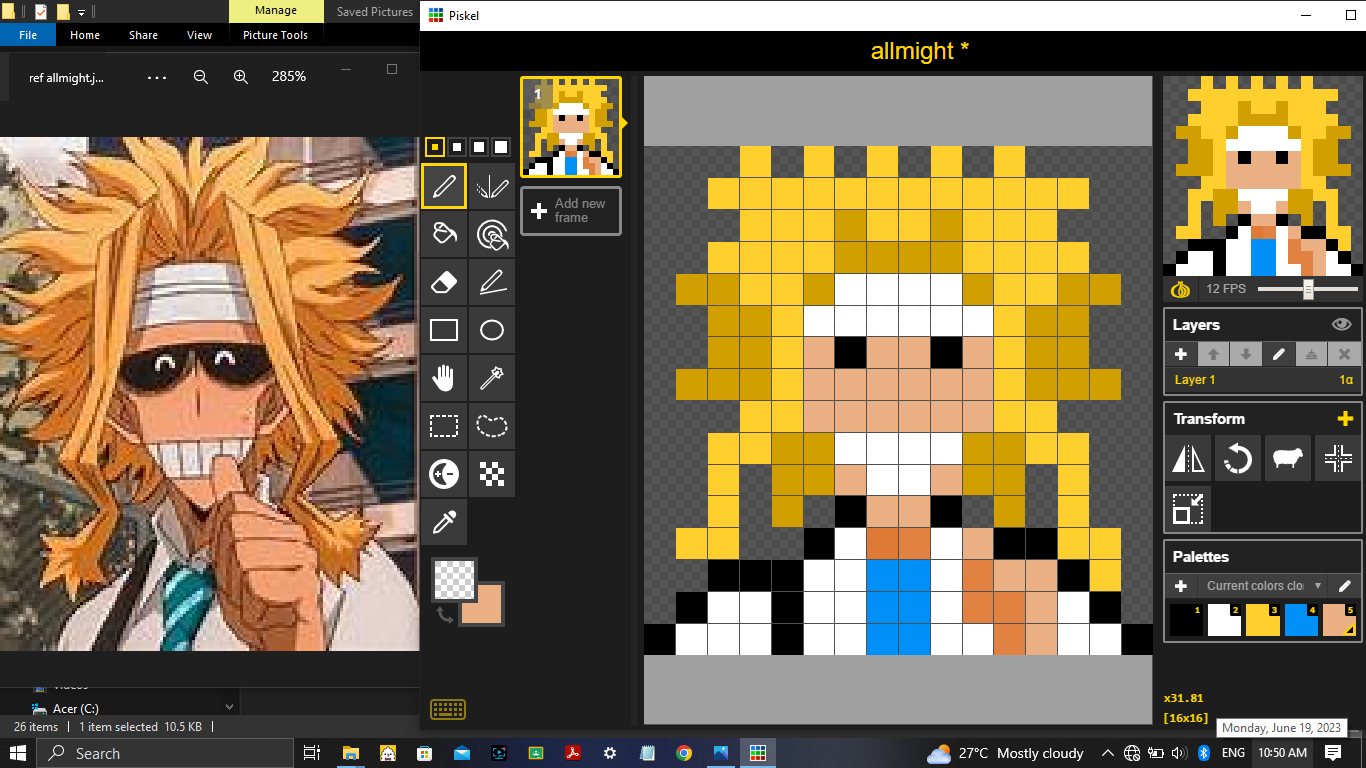 Manage
Saved Pictures
File
Home
Share
View
Picture Tools
ref allmight.j...
285%
Piskel
allmight *
1
Add new
frame
12 FPS
Layers
Layer 1
1α
Transform
Palettes
Current colors clo
1
2
3
4
5
x31.81
[16x16]
Videos
Acer (C:)
26 items
1 item selected 10.5 KB
Monday, June 19, 2023
Search
27°C Mostly cloudy
ENG
10:50 AM